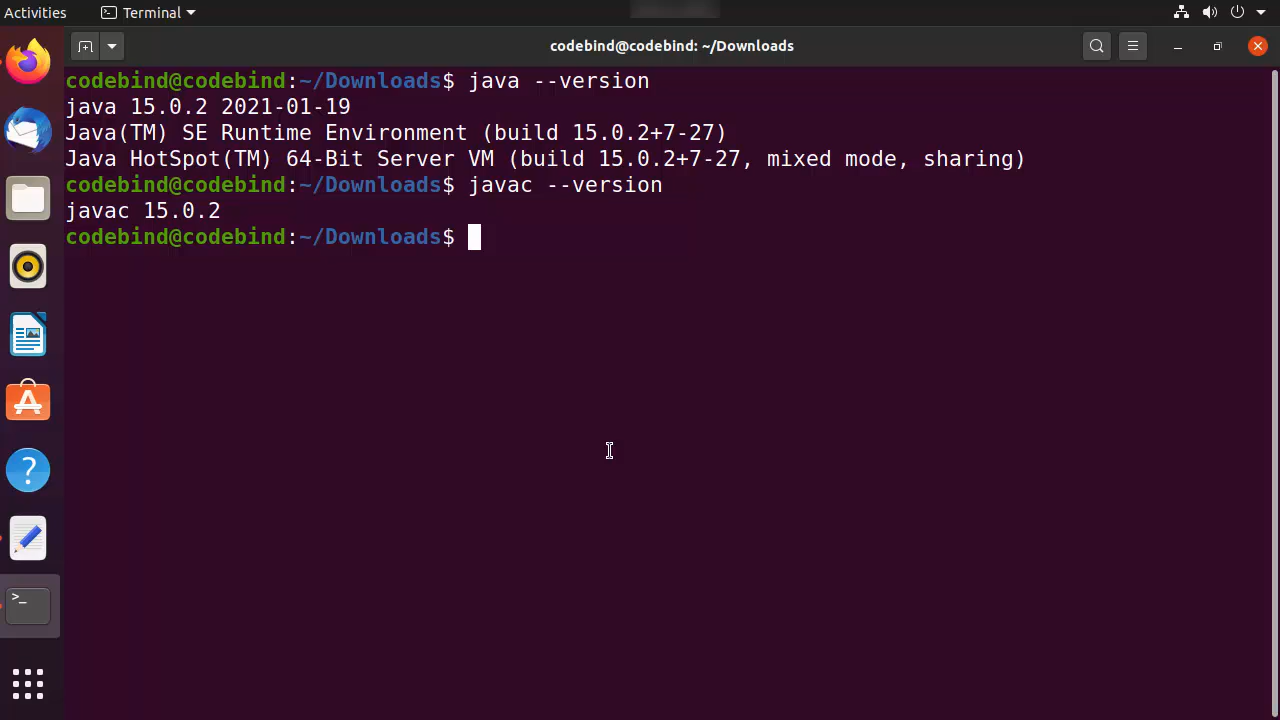 Activities Terminal
codebind@codebind: ~/Downloads
codebind@codebind:~/Downloads$ java --version
java 15.0.2 2021-01-19
Java(TM) SE Runtime Environment (build 15.0.2+7-27)
Java HotSpot(TM) 64-Bit Server VM (build 15.0.2+7-27, mixed mode, sharing)
codebind@codebind:~/Downloads$ javac --version
javac 15.0.2
codebind@codebind:~/Downloads$